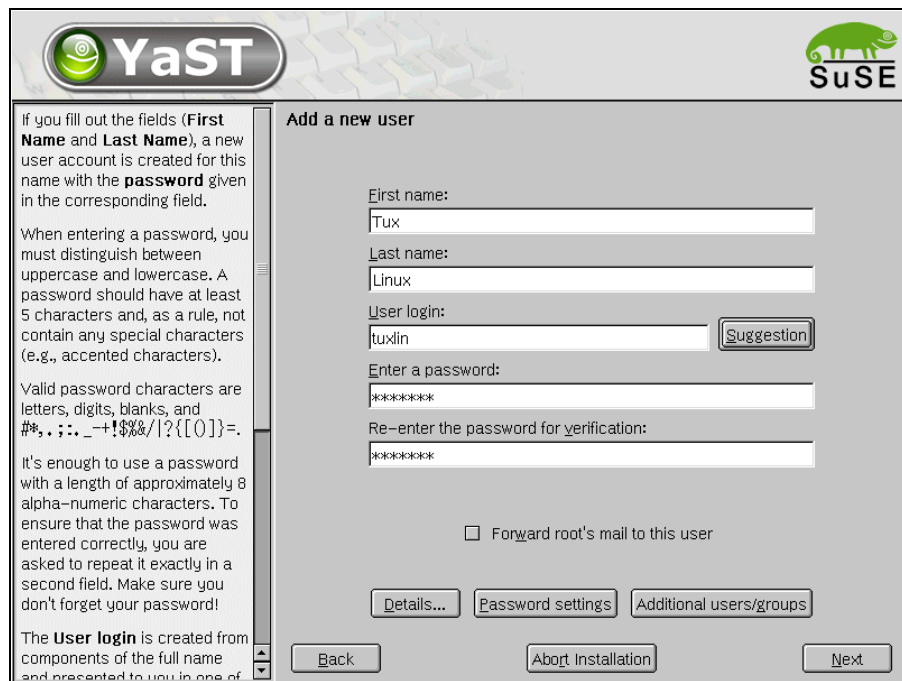 YaST
SuSE
If you fill out the fields (First
Name and Last Name), a new
user account is created for this
name with the password given
in the corresponding field.
When entering a password, you
must distinguish between
uppercase and lowercase. A
password should have at least
5 characters and, as a rule, not
contain any special characters
(e.g., accented characters).
Valid password characters are
letters, digits, blanks, and
#*,.;:._-+!$%&/|?{[()]}=.
It's enough to use a password
with a length of approximately 8
alpha-numeric characters. To
ensure that the password was
entered correctly, you are
asked to repeat it exactly in a
second field. Make sure you
don't forget your password!
The User login is created from
components of the full name
and presented to you in one of
Add a new user
First name:
Tux
Last name:
Linux
User login:
tuxlin
Suggestion
Enter a password:
*******
Re-enter the password for verification:
*******
Forward root's mail to this user
Details...
Password settings
Additional users/groups
Back
Abort Installation
Next